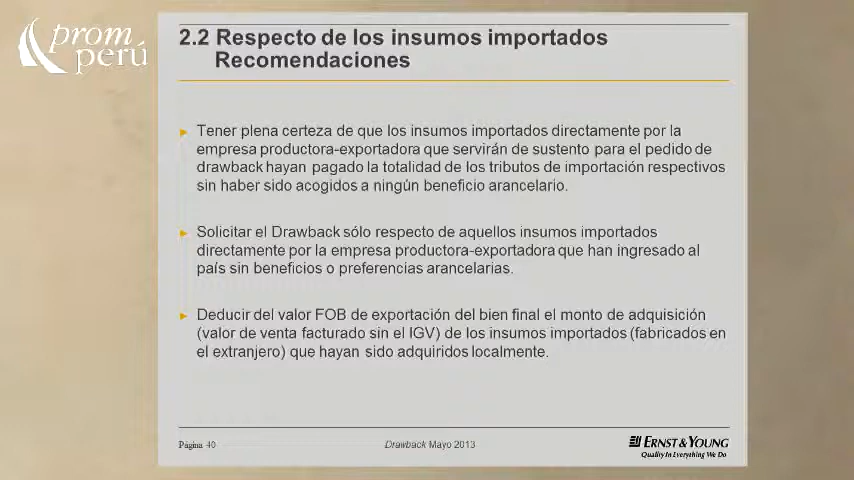 prom
perú
2.2 Respecto de los insumos importados
Recomendaciones
Tener plena certeza de que los insumos importados directamente por la
empresa productora-exportadora que servirán de sustento para el pedido de
drawback hayan pagado la totalidad de los tributos de importación respectivos
sin haber sido acogidos a ningún beneficio arancelario.
Solicitar el Drawback sólo respecto de aquellos insumos importados
directamente por la empresa productora-exportadora que han ingresado al
país sin beneficios o preferencias arancelarias.
Deducir del valor FOB de exportación del bien final el monto de adquisición
(valor de venta facturado sin el IGV) de los insumos importados (fabricados en
el extranjero) que hayan sido adquiridos localmente.
Página 40
Drawback Mayo 2013
ERNST & YOUNG
Quality In Everything We Do